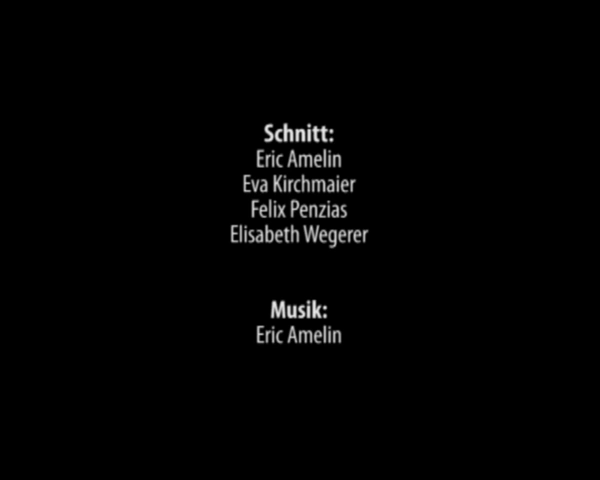 Schnitt:
Eric Amelin
Eva Kirchmaier
Felix Penzias
Elisabeth Wegerer
Musik:
Eric Amelin